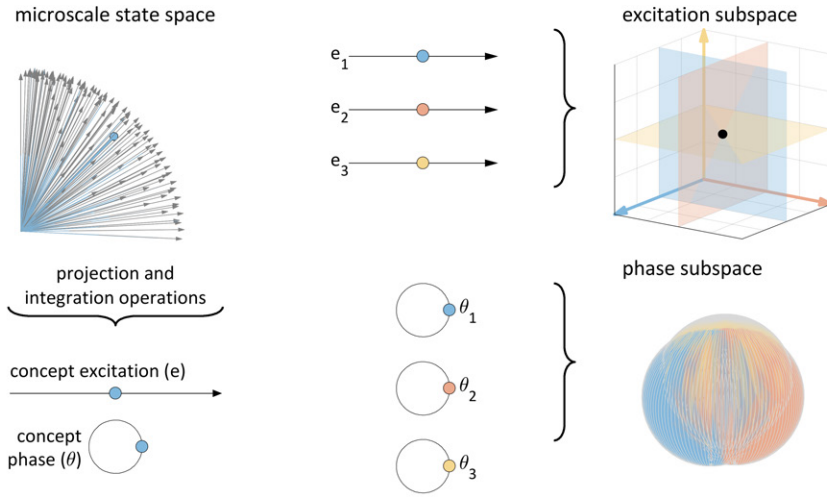 microscale state space
projection and
integration operations
concept excitation (e)
concept
phase (θ)
e1
e2
e3
θ1
θ2
θ3
excitation subspace
phase subspace